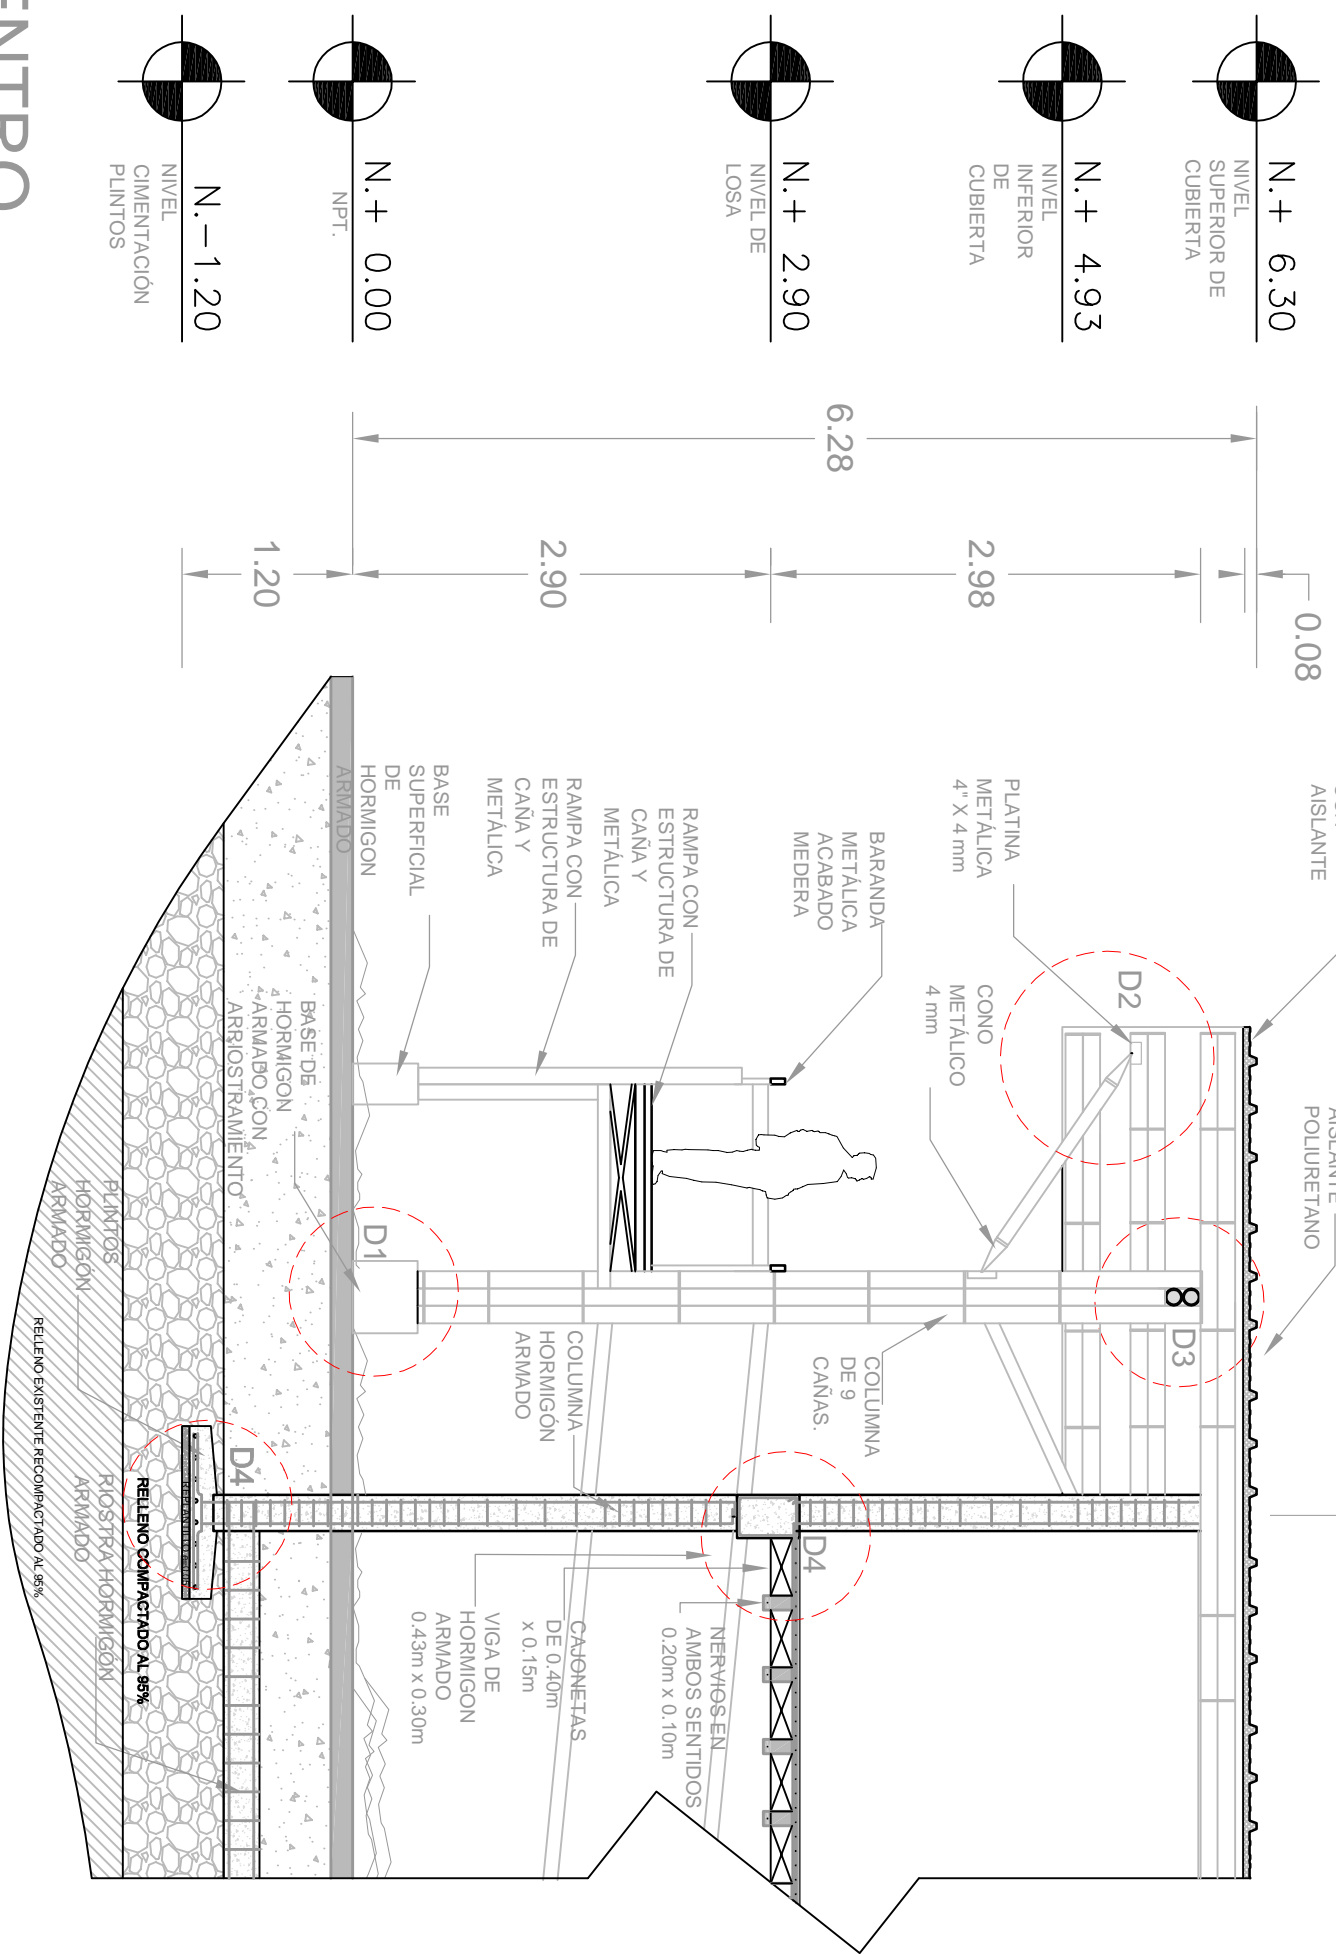 N.+ 6.30
NIVEL
SUPERIOR DE
CUBIERTA
N.+ 4.93
NIVEL
INFERIOR
DE
CUBIERTA
N.+ 2.90
NIVEL DE
LOSA
N.+ 0.00
NPT.
N.-1.20
NIVEL
CIMENTACIÓN
PLINTOS
6.28
0.08
2.98
2.90
1.20
AISLANTE
AISLANTE
POLIURETANO
PLATINA
METÁLICA
4" X 4 mm
D2
CONO
METÁLICO
4 mm
BARANDA
METÁLICA
ACABADO
MEDERA
RAMPA CON
ESTRUCTURA DE
CAÑA Y
METÁLICA
RAMPA CON
ESTRUCTURA DE
CAÑA Y
METÁLICA
BASE
SUPERFICIAL
DE
HORMIGON
ARMADO
BASE DE
HORMIGON
ARMADO CON
ARRIOSTRAMIENTO
D1
8
D3
COLUMNA
DE 9
CAÑAS.
COLUMNA
HORMIGÓN
ARMADO
D4
NERVIOS EN
AMBOS SENTIDOS
0.20m x 0.10m
CAJONETAS
DE 0.40m
x 0.15m
VIGA DE
HORMIGON
ARMADO
0.43m x 0.30m
D4
PLINTOS
HORMIGÓN
ARMADO
RELLENO COMPACTADO AL 95%
RIOSTRA HORMIGÓN
ARMADO
RELLENO EXISTENTE RECOMPACTADO AL 95%